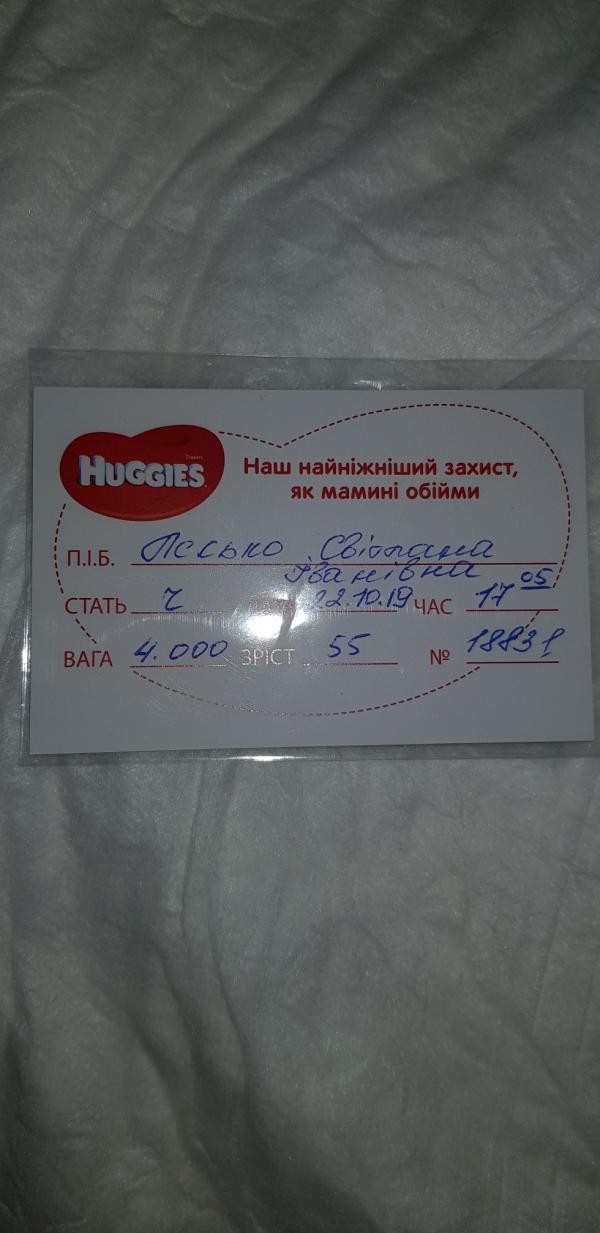 HUGGIES
Наш найніжніший захист,
як мамині обійми
П.І.Б. Світлана
Іванівна
СТАТЬ Ч 22.10.19 ЧАС 17 05
ВАГА 4.000 ЗРІСТ 55 № 18831